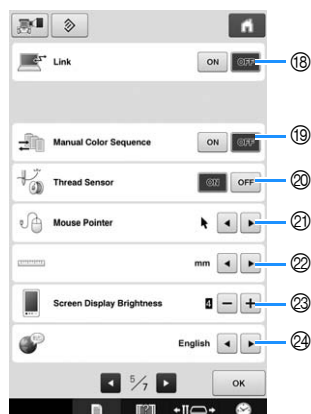 Link ON OFF ⑱
Manual Color Sequence ON OFF ⑲
Thread Sensor ON OFF ⑳
Mouse Pointer ㉑
mm ㉒
Screen Display Brightness 4 − + ㉓
English ㉔
5/7 OK